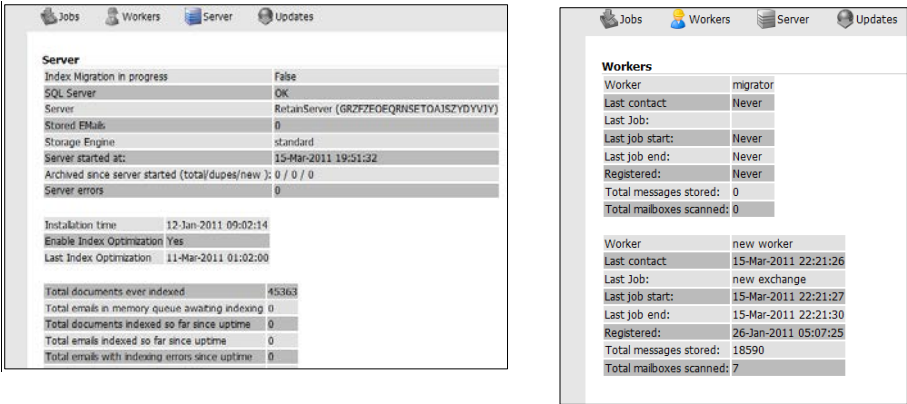 Jobs Workers Server Updates
Server
Index Migration in progress False
SQL Server OK
Server RetainServer (GRZFZEOEQRNSETOAJSZYDYVVJY)
Stored EMails 0
Storage Engine standard
Server started at: 15-Mar-2011 19:51:32
Archived since server started (total/dupes/new ): 0 / 0 / 0
Server errors 0
Installation time 12-Jan-2011 09:02:14
Enable Index Optimization Yes
Last Index Optimization 11-Mar-2011 01:02:00
Total documents ever indexed 45363
Total emails in memory queue awaiting indexing 0
Total documents indexed so far since uptime 0
Total emails indexed so far since uptime 0
Total emails with indexing errors since uptime 0
Jobs Workers Server Updates
Workers
Worker migrator
Last contact Never
Last Job:
Last job start: Never
Last job end: Never
Registered: Never
Total messages stored: 0
Total mailboxes scanned: 0
Worker new worker
Last contact 15-Mar-2011 22:21:26
Last Job: new exchange
Last job start: 15-Mar-2011 22:21:27
Last job end: 15-Mar-2011 22:21:30
Registered: 26-Jan-2011 05:07:25
Total messages stored: 18590
Total mailboxes scanned: 7